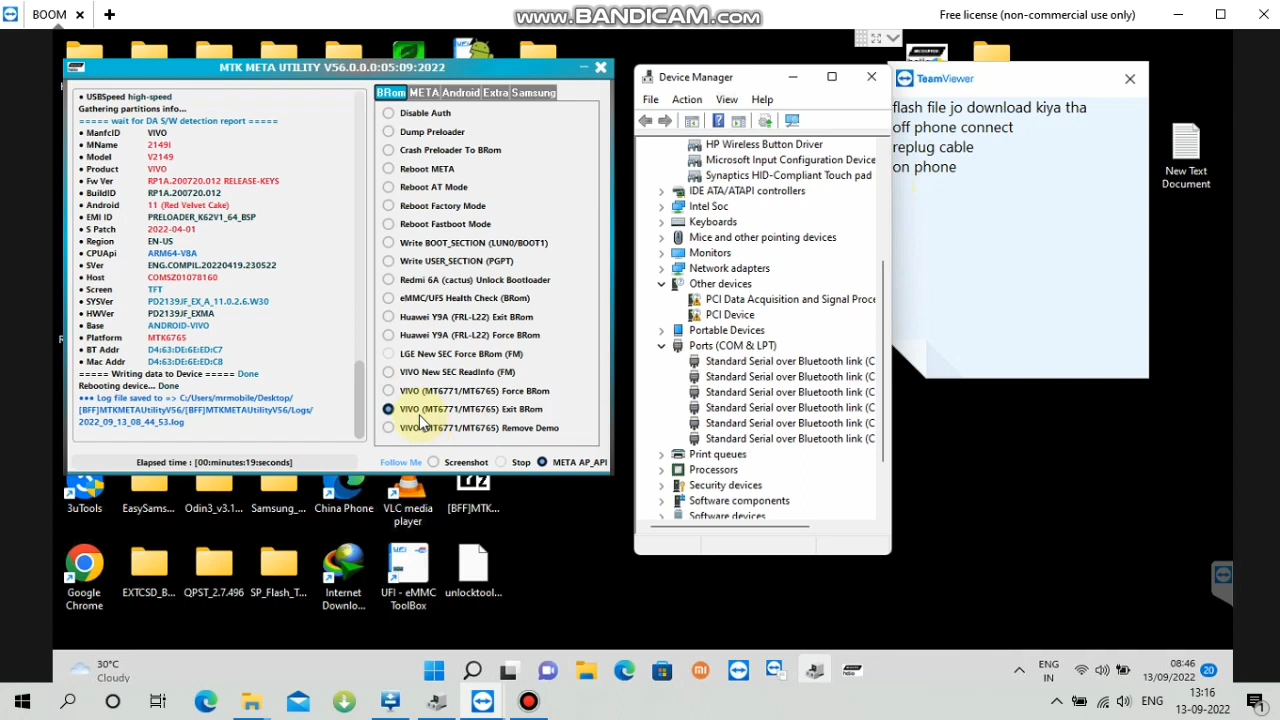 BOOM
www.BANDICAM.com
Free license (non-commercial use only)
MTK META UTILITY V56.0.0.0:05:09:2022
USBSpeed high-speed
Gathering partitions info...
===== wait for DA S/W detection report =====
ManfcID VIVO
MName 2149I
Model V2149
Product VIVO
Fw Ver RP1A.200720.012 RELEASE-KEYS
BuildID RP1A.200720.012
Android 11 (Red Velvet Cake)
EMI ID PRELOADER_K62V1_64_BSP
S Patch 2022-04-01
Region EN-US
CPUApi ARM64-V8A
SVer ENG.COMPIL.20220419.230522
Host COMSZ01078160
Screen TFT
SYSVer PD2139JF_EX_A_11.0.2.6.W30
HWVer PD2139JF_EXMA
Base ANDROID-VIVO
Platform MTK6765
BT Addr D4:63:DE:6E:ED:C7
Mac Addr D4:63:DE:6E:ED:C8
===== Writing data to Device ===== Done
Rebooting device... Done
••• Log file saved to => C:/Users/mrmobile/Desktop/
[BFF]MTKMETAUtilityV56/[BFF]MTKMETAUtilityV56/Logs/
2022_09_13_08_44_53.log
Elapsed time : [00:minutes:19:seconds]
BRom META Android Extra Samsung
Disable Auth
Dump Preloader
Crash Preloader To BRom
Reboot META
Reboot AT Mode
Reboot Factory Mode
Reboot Fastboot Mode
Write BOOT_SECTION (LUN0/BOOT1)
Write USER_SECTION (PGPT)
Redmi 6A (cactus) Unlock Bootloader
eMMC/UFS Health Check (BRom)
Huawei Y9A (FRL-L22) Exit BRom
Huawei Y9A (FRL-L22) Force BRom
LGE New SEC Force BRom (FM)
VIVO New SEC ReadInfo (FM)
VIVO (MT6771/MT6765) Force BRom
VIVO (MT6771/MT6765) Exit BRom
VIVO (MT6771/MT6765) Remove Demo
Follow Me Screenshot Stop META AP_API
Device Manager
File Action View Help
HP Wireless Button Driver
Microsoft Input Configuration Device
Synaptics HID-Compliant Touch pad
IDE ATA/ATAPI controllers
Intel Soc
Keyboards
Mice and other pointing devices
Monitors
Network adapters
Other devices
PCI Data Acquisition and Signal Proce
PCI Device
Portable Devices
Ports (COM & LPT)
Standard Serial over Bluetooth link (C
Standard Serial over Bluetooth link (C
Standard Serial over Bluetooth link (C
Standard Serial over Bluetooth link (C
Standard Serial over Bluetooth link (C
Standard Serial over Bluetooth link (C
Print queues
Processors
Security devices
Software components
Software devices
TeamViewer
flash file jo download kiya tha
off phone connect
replug cable
on phone
New Text
Document
3uTools
EasySams...
Odin3_v3.1...
Samsung_...
China Phone
VLC media
player
[BFF]MTK...
Google
Chrome
EXTCSD_B...
QPST_2.7.496
SP_Flash_T...
Internet
Downlo...
UFI - eMMC
ToolBox
unlocktool...
30°C
Cloudy
ENG
IN
08:46
13/09/2022
20
ENG
13:16
13-09-2022
1